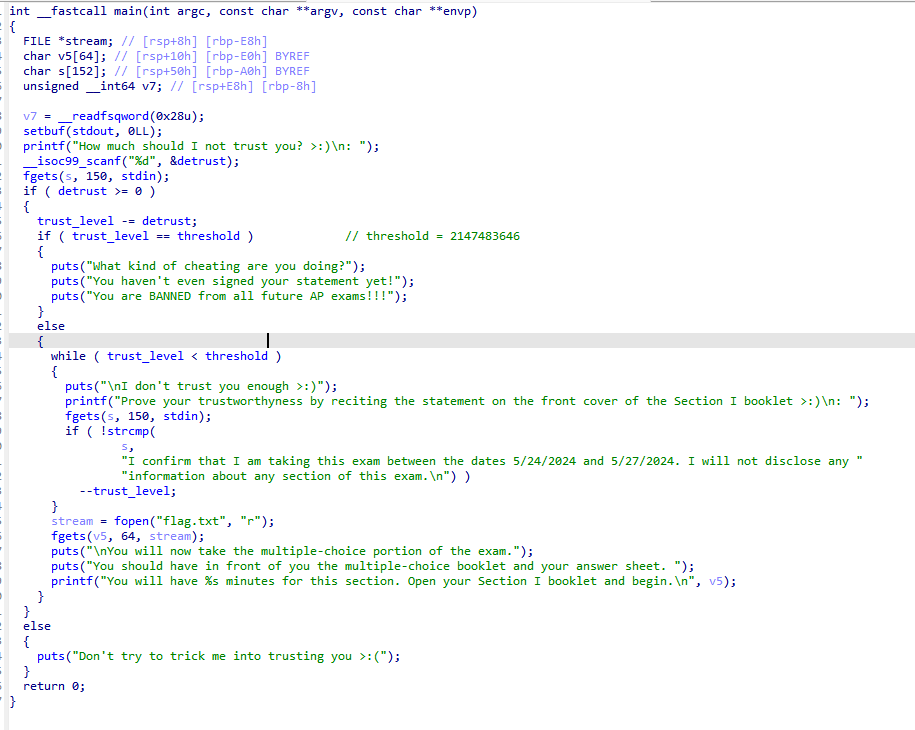 int __fastcall main(int argc, const char **argv, const char **envp)
{
  FILE *stream; // [rsp+8h] [rbp-E8h]
  char v5[64]; // [rsp+10h] [rbp-E0h] BYREF
  char s[152]; // [rsp+50h] [rbp-A0h] BYREF
  unsigned __int64 v7; // [rsp+E8h] [rbp-8h]

  v7 = __readfsqword(0x28u);
  setbuf(stdout, 0LL);
  printf("How much should I not trust you? >:)\n: ");
  __isoc99_scanf("%d", &detrust);
  fgets(s, 150, stdin);
  if ( detrust >= 0 )
  {
    trust_level -= detrust;
    if ( trust_level == threshold )             // threshold = 2147483646
    {
      puts("What kind of cheating are you doing?");
      puts("You haven't even signed your statement yet!");
      puts("You are BANNED from all future AP exams!!!");
    }
    else
    {
      while ( trust_level < threshold )
      {
        puts("\nI don't trust you enough >:)");
        printf("Prove your trustworthyness by reciting the statement on the front cover of the Section I booklet >:)\n: ");
        fgets(s, 150, stdin);
        if ( !strcmp(
                s,
                "I confirm that I am taking this exam between the dates 5/24/2024 and 5/27/2024. I will not disclose any "
                "information about any section of this exam.\n") )
          --trust_level;
      }
      stream = fopen("flag.txt", "r");
      fgets(v5, 64, stream);
      puts("\nYou will now take the multiple-choice portion of the exam.");
      puts("You should have in front of you the multiple-choice booklet and your answer sheet. ");
      printf("You will have %s minutes for this section. Open your Section I booklet and begin.\n", v5);
    }
  }
  else
  {
    puts("Don't try to trick me into trusting you >:(");
  }
  return 0;
}